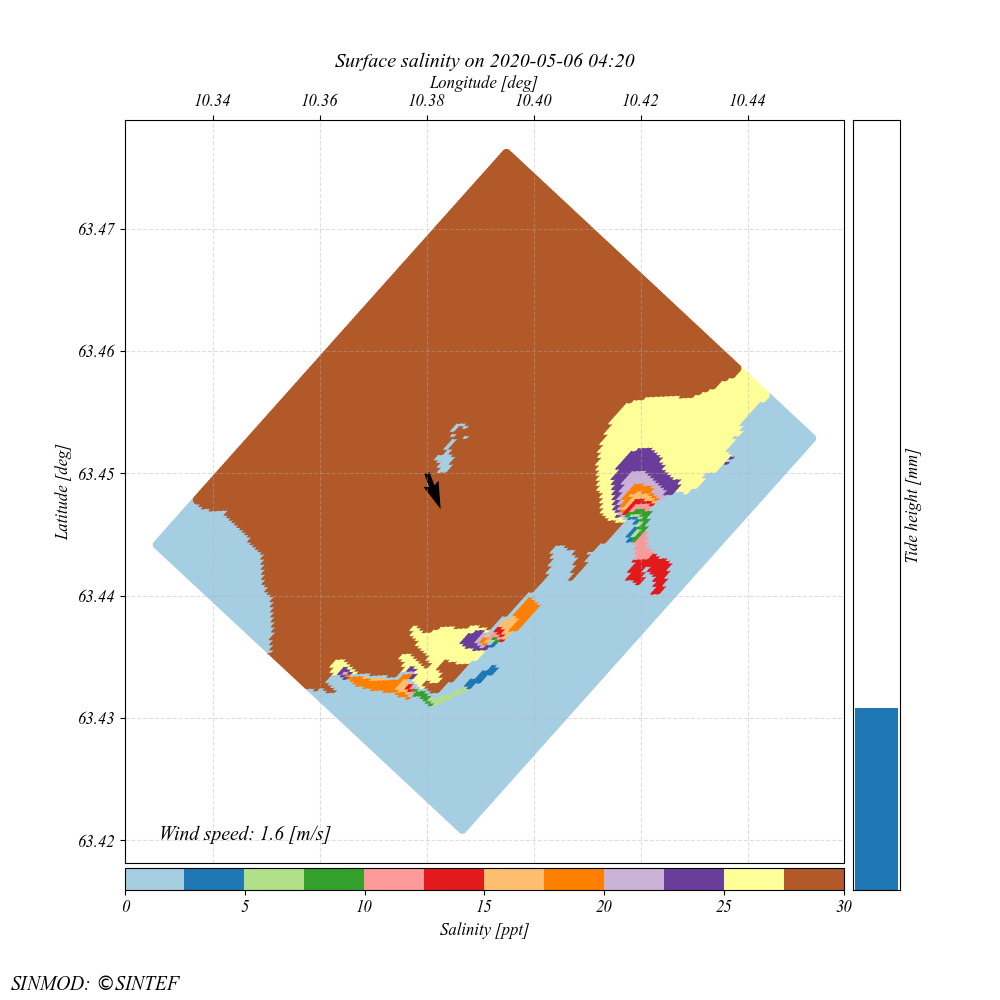 Surface salinity on 2020-05-06 04:20
Longitude [deg]
10.34 10.36 10.38 10.40 10.42 10.44
63.47
63.46
63.45
63.44
63.43
63.42
Latitude [deg]
Tide height [mm]
Wind speed: 1.6 [m/s]
0 5 10 15 20 25 30
Salinity [ppt]
SINMOD: ©SINTEF